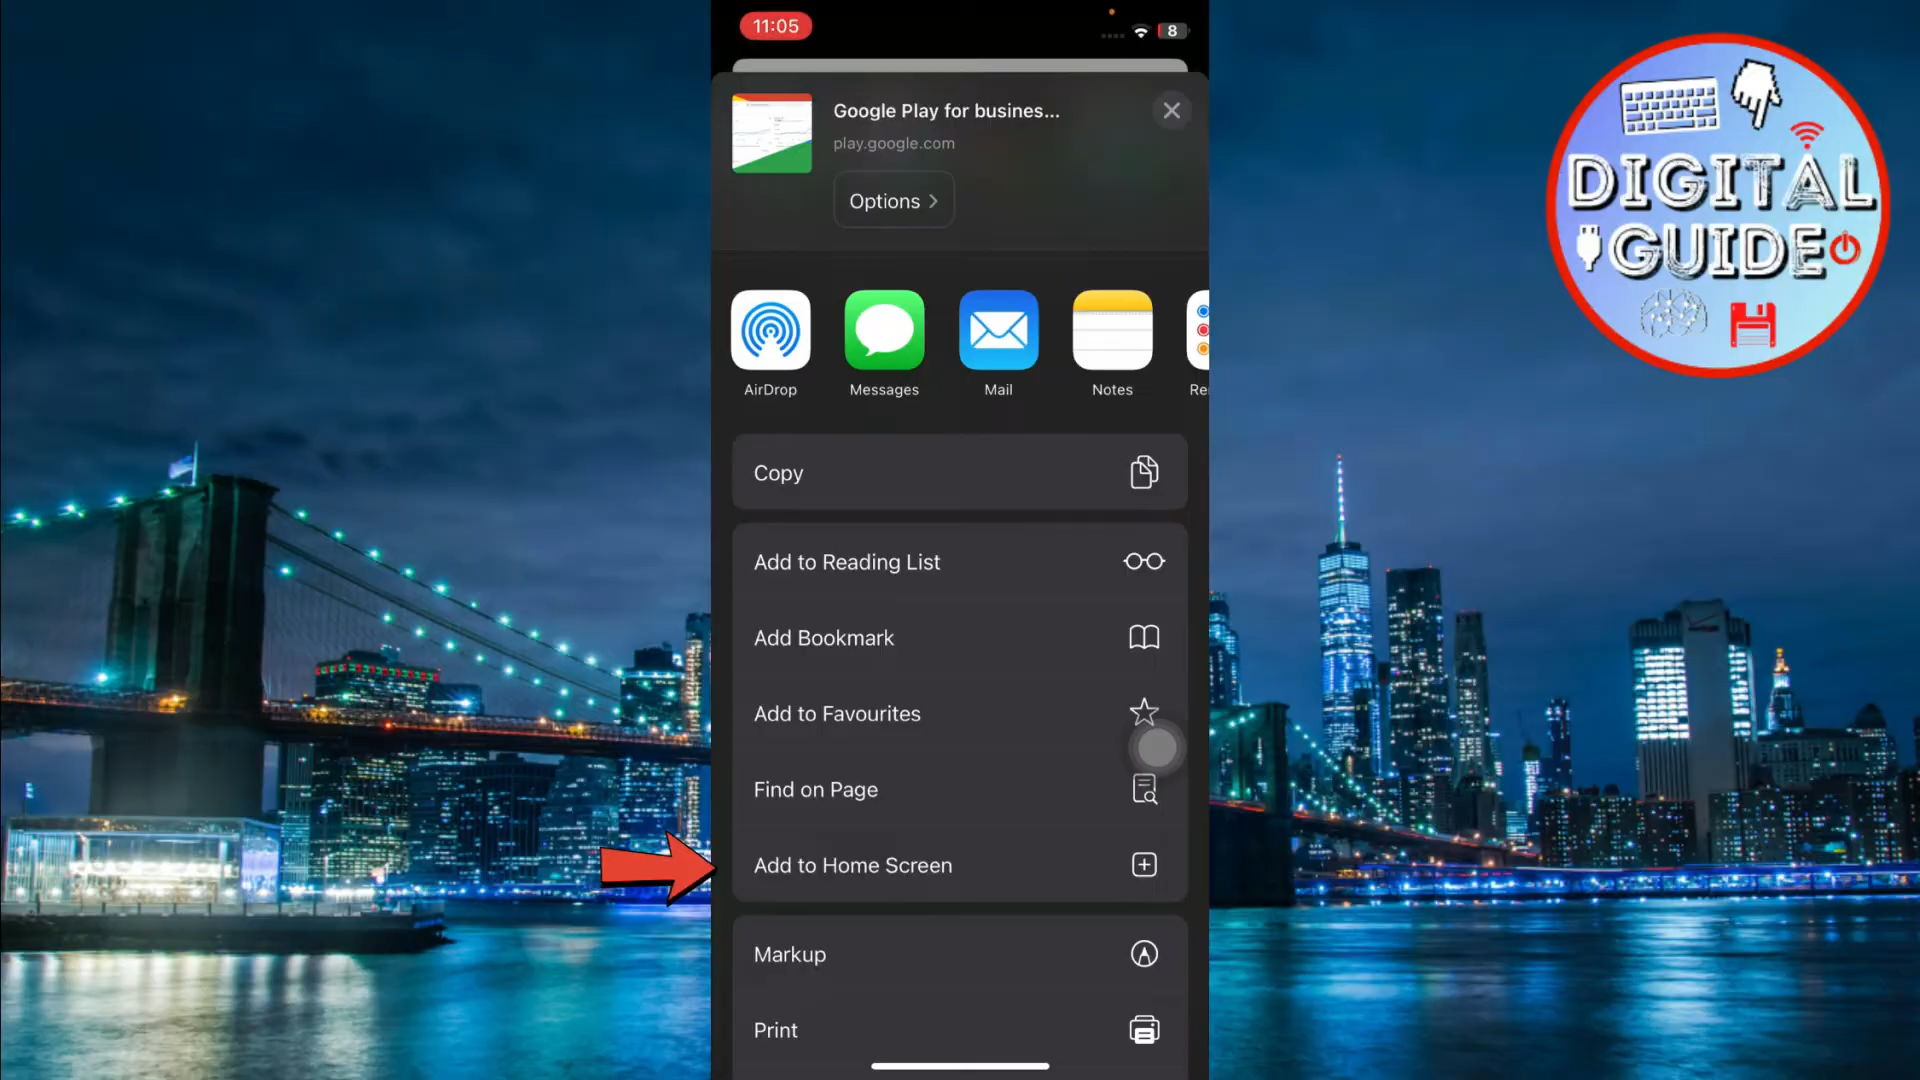 11:05
8
Google Play for busines...
play.google.com
Options
AirDrop
Messages
Mail
Notes
Re
Copy
Add to Reading List
Add Bookmark
Add to Favourites
Find on Page
Add to Home Screen
Markup
Print
DIGITAL
GUIDE